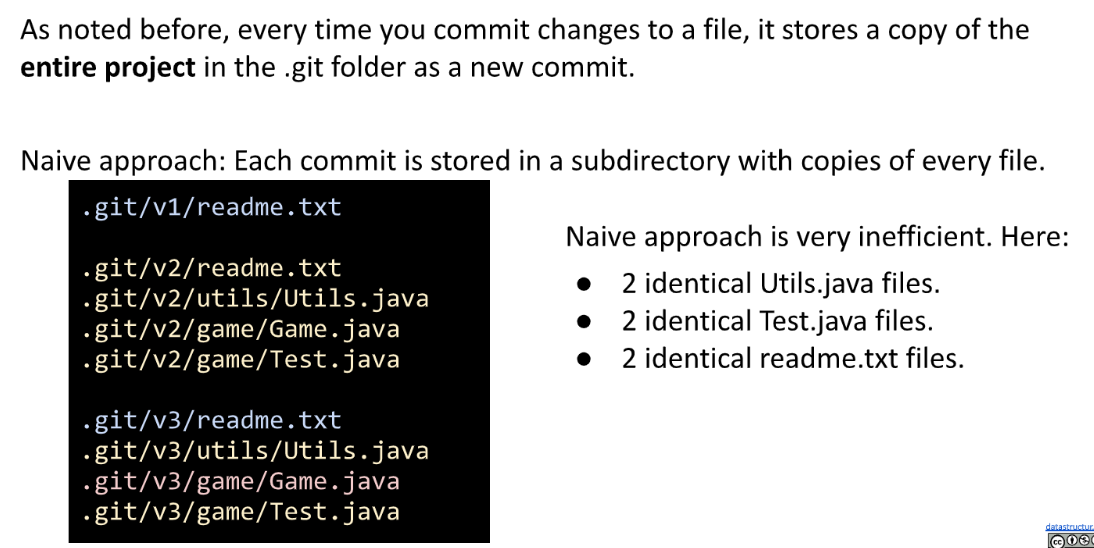 As noted before, every time you commit changes to a file, it stores a copy of the
entire project in the .git folder as a new commit.
Naive approach: Each commit is stored in a subdirectory with copies of every file.
.git/v1/readme.txt
.git/v2/readme.txt
.git/v2/utils/Utils.java
.git/v2/game/Game.java
.git/v2/game/Test.java
.git/v3/readme.txt
.git/v3/utils/Utils.java
.git/v3/game/Game.java
.git/v3/game/Test.java
Naive approach is very inefficient. Here:
● 2 identical Utils.java files.
● 2 identical Test.java files.
● 2 identical readme.txt files.
datastructur.
cc